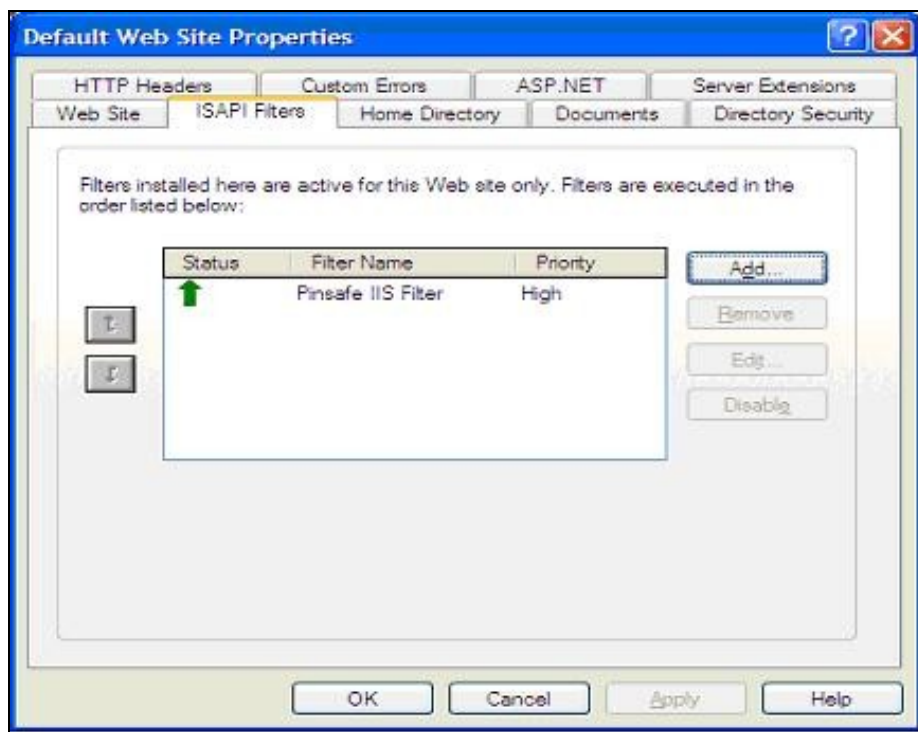 Default Web Site Properties
HTTP Headers Custom Errors ASP.NET Server Extensions
Web Site ISAPI Filters Home Directory Documents Directory Security
Filters installed here are active for this Web site only. Filters are executed in the
order listed below:
Status Filter Name Priority
Pinsafe IIS Filter High
Add...
Remove
Edit...
Disable
OK Cancel Apply Help